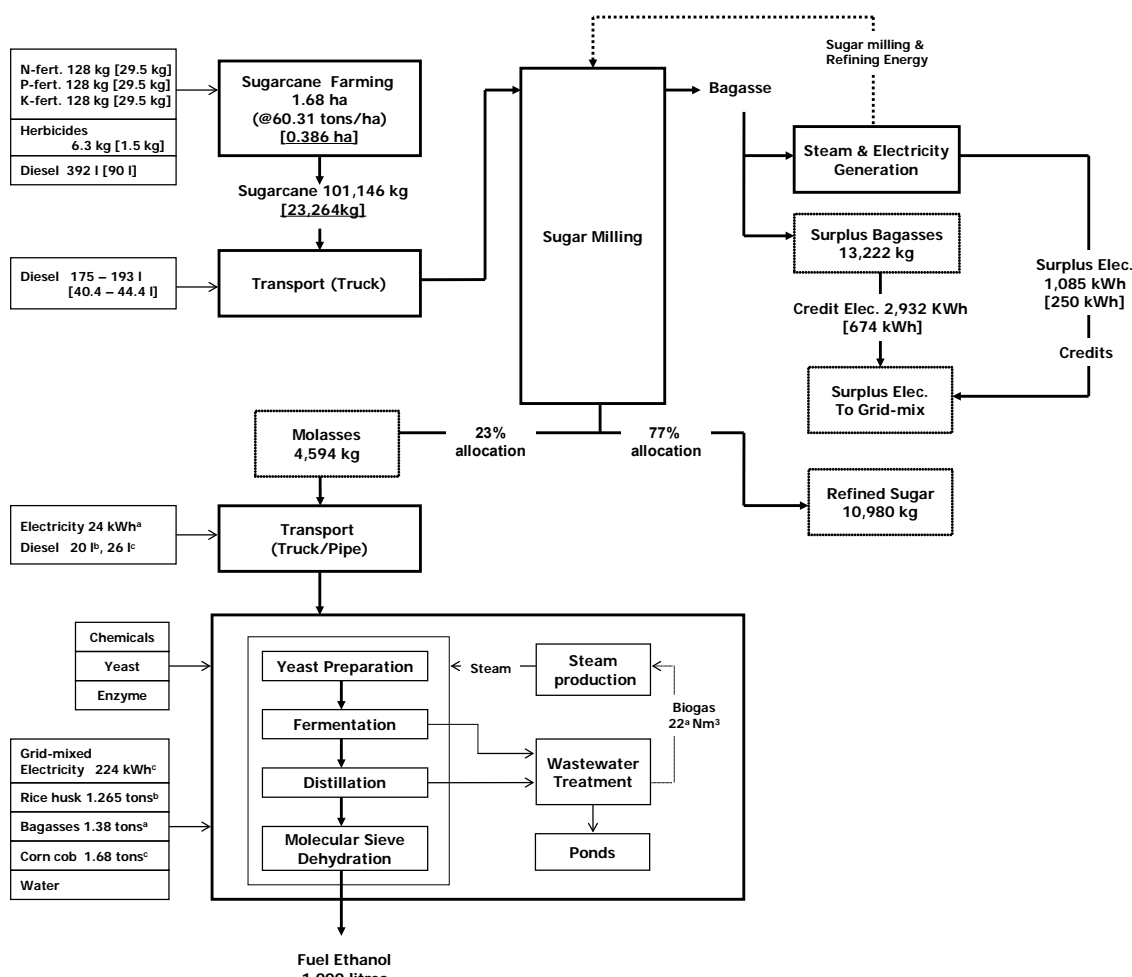 N-fert. 128 kg [29.5 kg]
P-fert. 128 kg [29.5 kg]
K-fert. 128 kg [29.5 kg]
Herbicides
6.3 kg [1.5 kg]
Diesel 392 l [90 l]
Sugarcane Farming
1.68 ha
(@60.31 tons/ha)
[0.386 ha]
Sugarcane 101,146 kg
[23,264kg]
Diesel 175 – 193 l
[40.4 – 44.4 l]
Transport (Truck)
Sugar Milling
Sugar milling &
Refining Energy
Bagasse
Steam & Electricity
Generation
Surplus Bagasses
13,222 kg
Credit Elec. 2,932 KWh
[674 kWh]
Surplus Elec.
1,085 kWh
[250 kWh]
Credits
Surplus Elec.
To Grid-mix
Molasses
4,594 kg
23%
allocation
77%
allocation
Refined Sugar
10,980 kg
Electricity 24 kWhᵃ
Diesel 20 lᵇ, 26 lᶜ
Transport
(Truck/Pipe)
Chemicals
Yeast
Enzyme
Grid-mixed
Electricity 224 kWhᶜ
Rice husk 1.265 tonsᵇ
Bagasses 1.38 tonsᵃ
Corn cob 1.68 tonsᶜ
Water
Yeast Preparation
Fermentation
Distillation
Molecular Sieve
Dehydration
Steam
Steam
production
Biogas
22ᵃ Nm³
Wastewater
Treatment
Ponds
Fuel Ethanol
1,000 litres